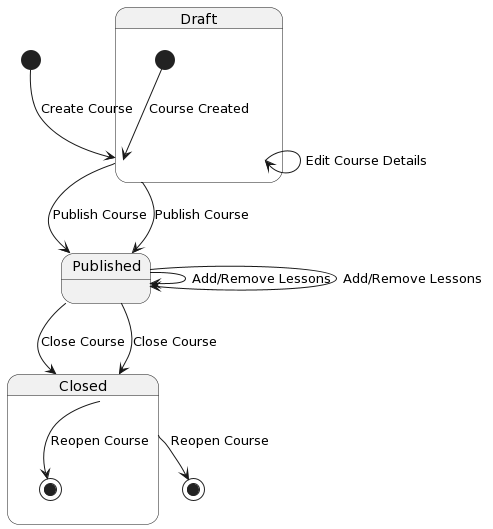 Draft
Create Course
Course Created
Edit Course Details
Publish Course
Publish Course
Published
Add/Remove Lessons
Add/Remove Lessons
Close Course
Close Course
Closed
Reopen Course
Reopen Course